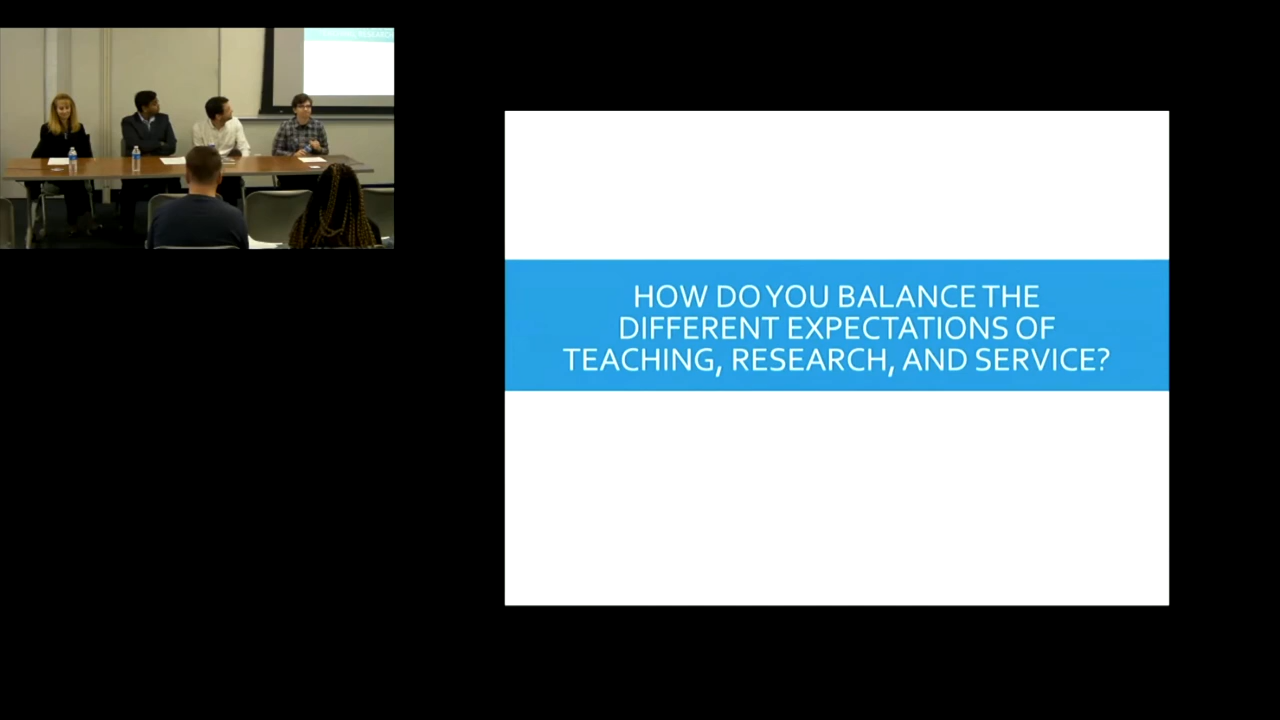 HOW DO YOU BALANCE THE
DIFFERENT EXPECTATIONS OF
TEACHING, RESEARCH, AND SERVICE?